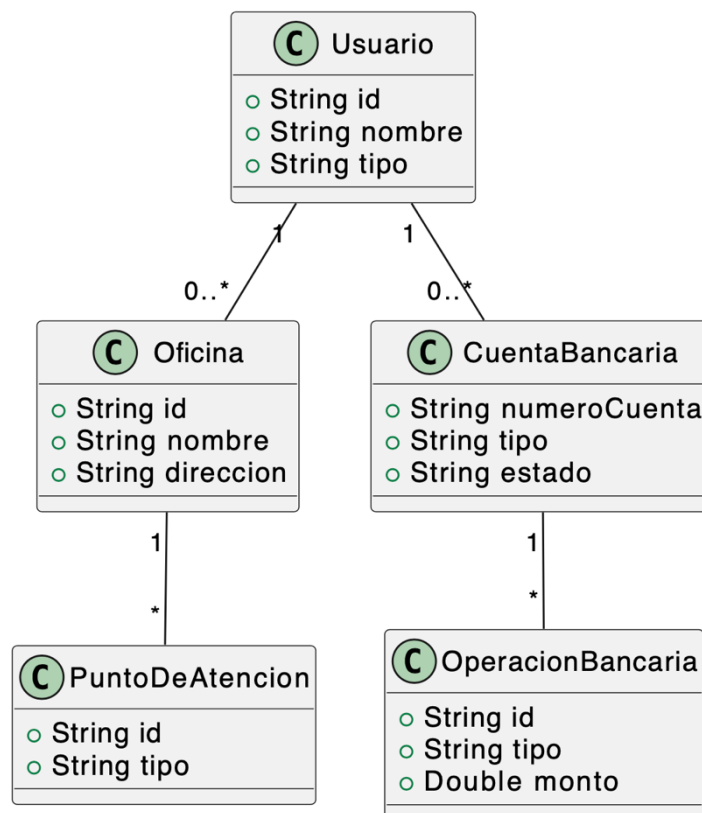 C Usuario
String id
String nombre
String tipo
1
1
0..*
0..*
C Oficina
String id
String nombre
String direccion
C CuentaBancaria
String numeroCuenta
String tipo
String estado
1
*
1
*
C PuntoDeAtencion
String id
String tipo
C OperacionBancaria
String id
String tipo
Double monto